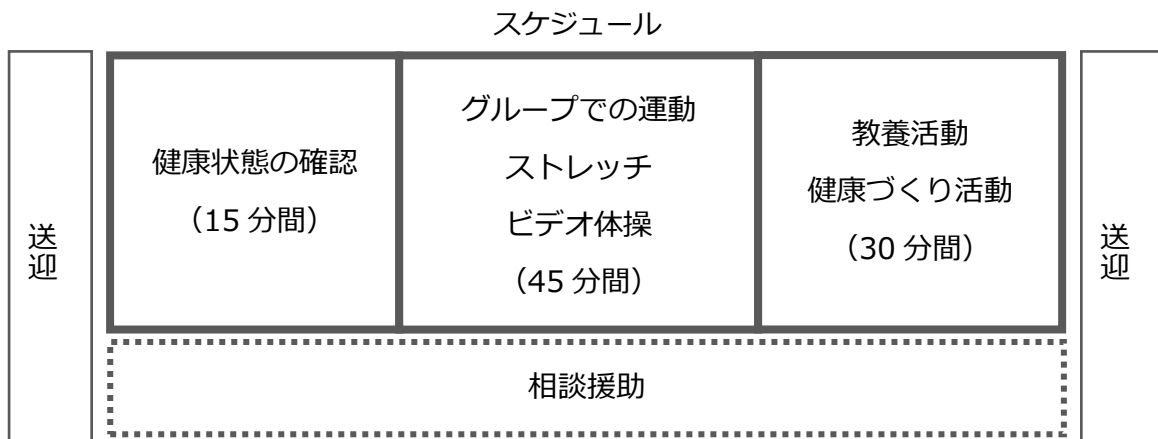 スケジュール
送迎
健康状態の確認
（15 分間）
グループでの運動
ストレッチ
ビデオ体操
（45 分間）
教養活動
健康づくり活動
（30 分間）
送迎
相談援助